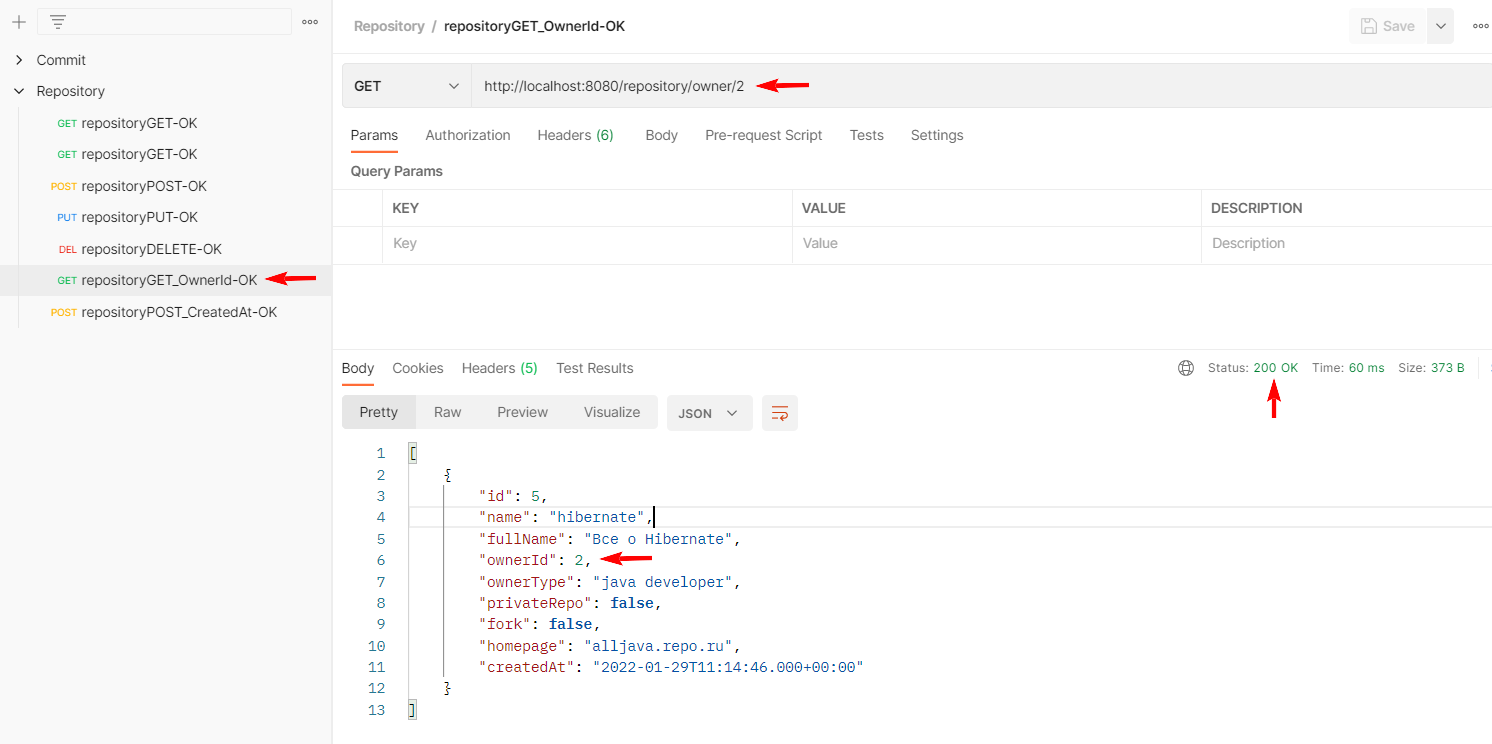 Commit
Repository
GET repositoryGET-OK
GET repositoryGET-OK
POST repositoryPOST-OK
PUT repositoryPUT-OK
DEL repositoryDELETE-OK
GET repositoryGET_OwnerId-OK
POST repositoryPOST_CreatedAt-OK
Repository / repositoryGET_OwnerId-OK
Save
GET http://localhost:8080/repository/owner/2
Params Authorization Headers (6) Body Pre-request Script Tests Settings
Query Params
KEY VALUE DESCRIPTION
Key Value Description
Body Cookies Headers (5) Test Results Status: 200 OK Time: 60 ms Size: 373 B
Pretty Raw Preview Visualize JSON
1 [
2 {
3 "id": 5,
4 "name": "hibernate",
5 "fullName": "Все о Hibernate",
6 "ownerId": 2,
7 "ownerType": "java developer",
8 "privateRepo": false,
9 "fork": false,
10 "homepage": "alljava.repo.ru",
11 "createdAt": "2022-01-29T11:14:46.000+00:00"
12 }
13 ]